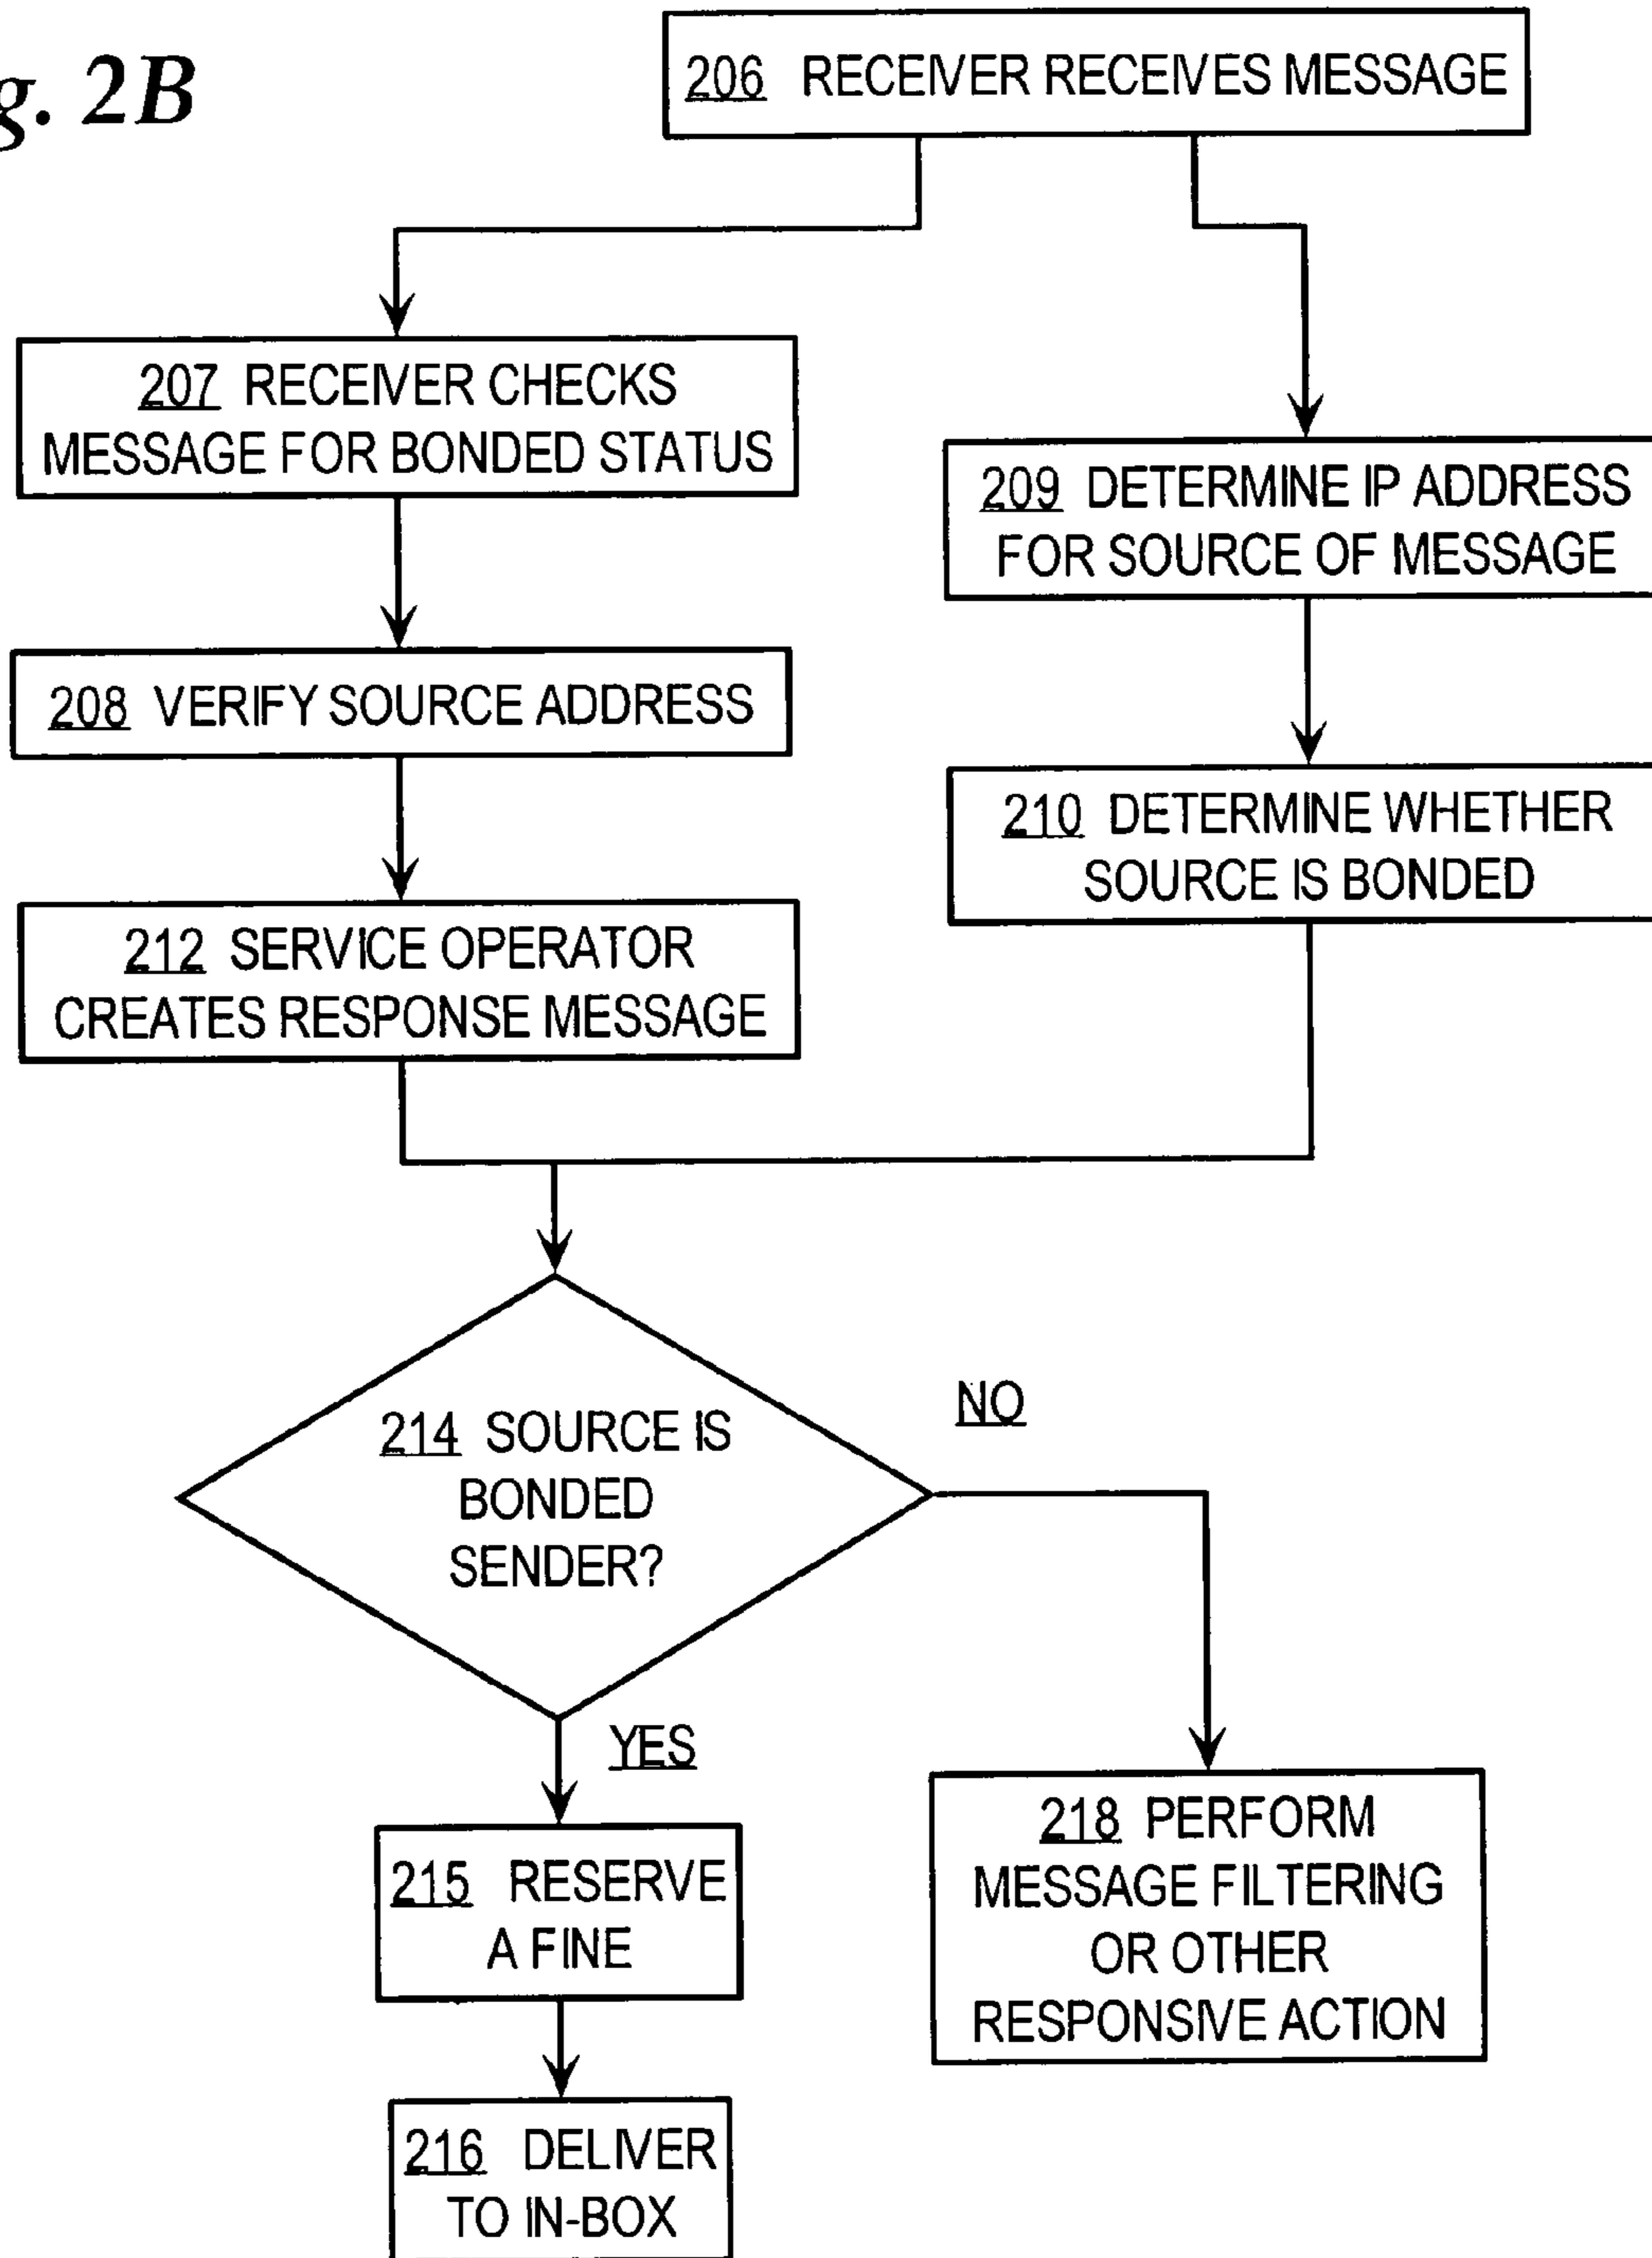 g. 2B
206 RECEIVER RECEIVES MESSAGE
207 RECEIVER CHECKS
MESSAGE FOR BONDED STATUS
209 DETERMINE IP ADDRESS
FOR SOURCE OF MESSAGE
208 VERIFY SOURCE ADDRESS
210 DETERMINE WHETHER
SOURCE IS BONDED
212 SERVICE OPERATOR
CREATES RESPONSE MESSAGE
214 SOURCE IS
BONDED
SENDER?
NO
YES
215 RESERVE
A FINE
218 PERFORM
MESSAGE FILTERING
OR OTHER
RESPONSIVE ACTION
216 DELIVER
TO IN-BOX